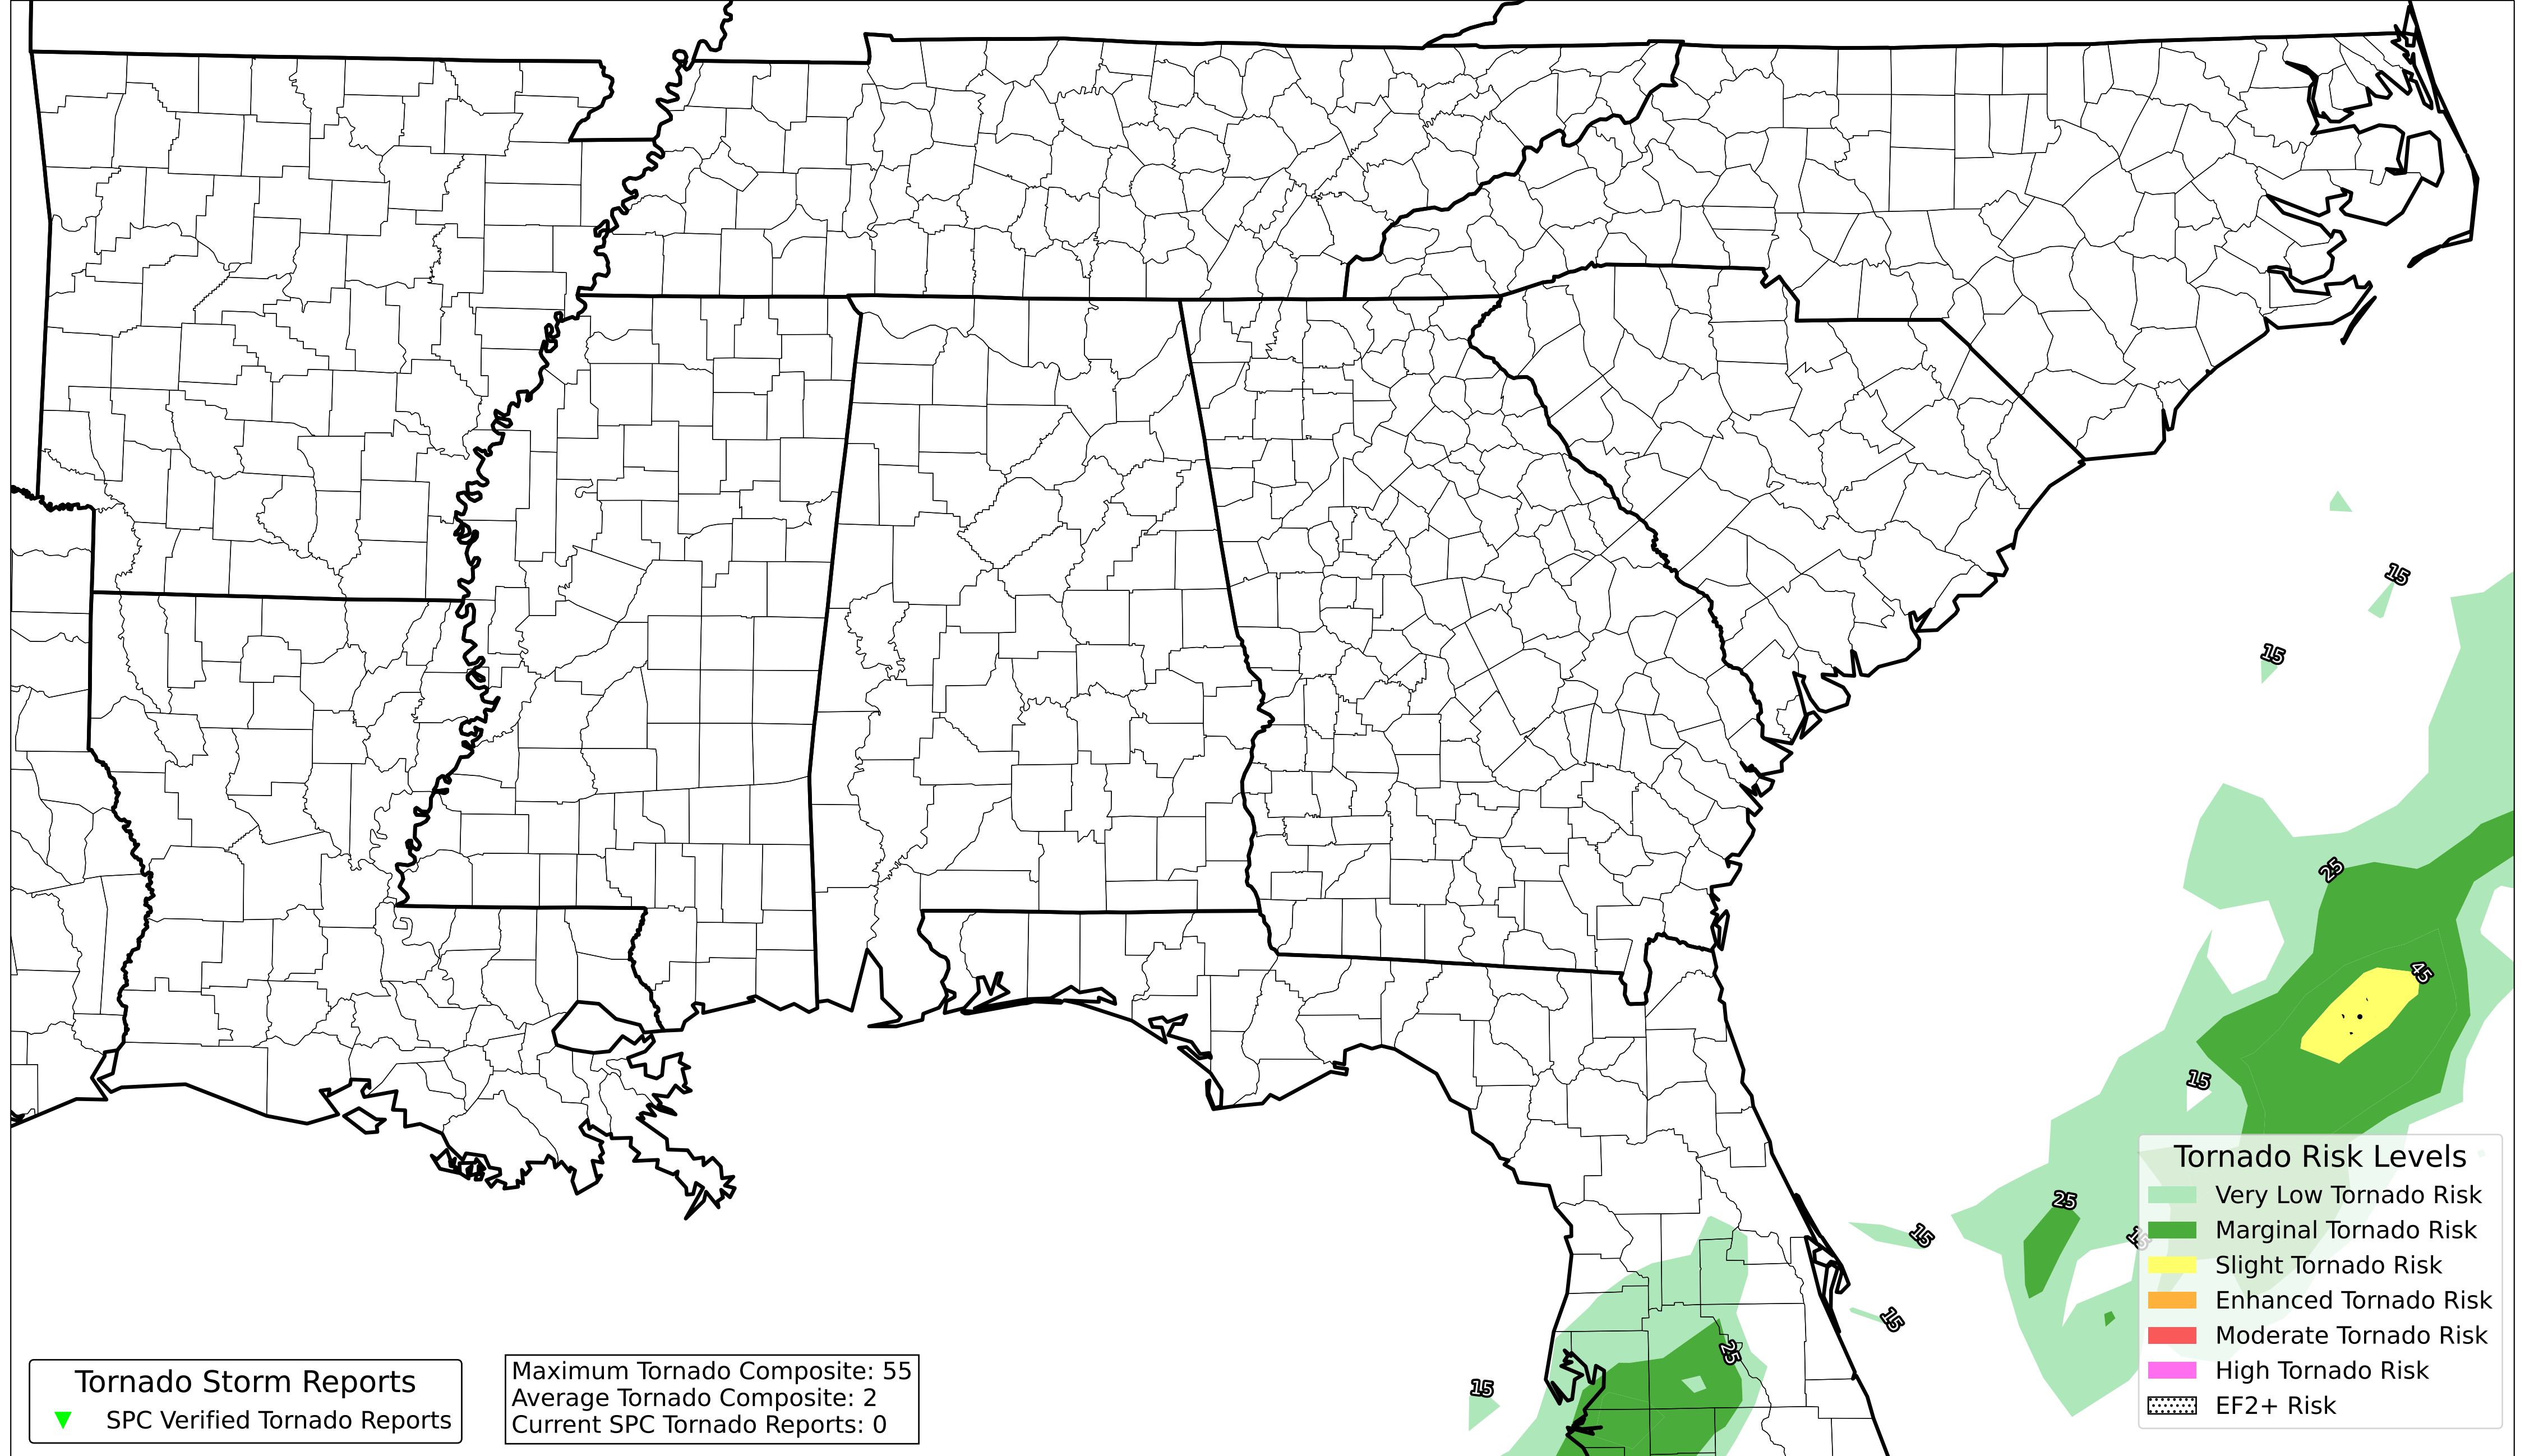 15
15
25
45
15
25
15
15
15
25
15
Tornado Risk Levels
Very Low Tornado Risk
Marginal Tornado Risk
Slight Tornado Risk
Enhanced Tornado Risk
Moderate Tornado Risk
High Tornado Risk
EF2+ Risk
Tornado Storm Reports
SPC Verified Tornado Reports
Maximum Tornado Composite: 55
Average Tornado Composite: 2
Current SPC Tornado Reports: 0